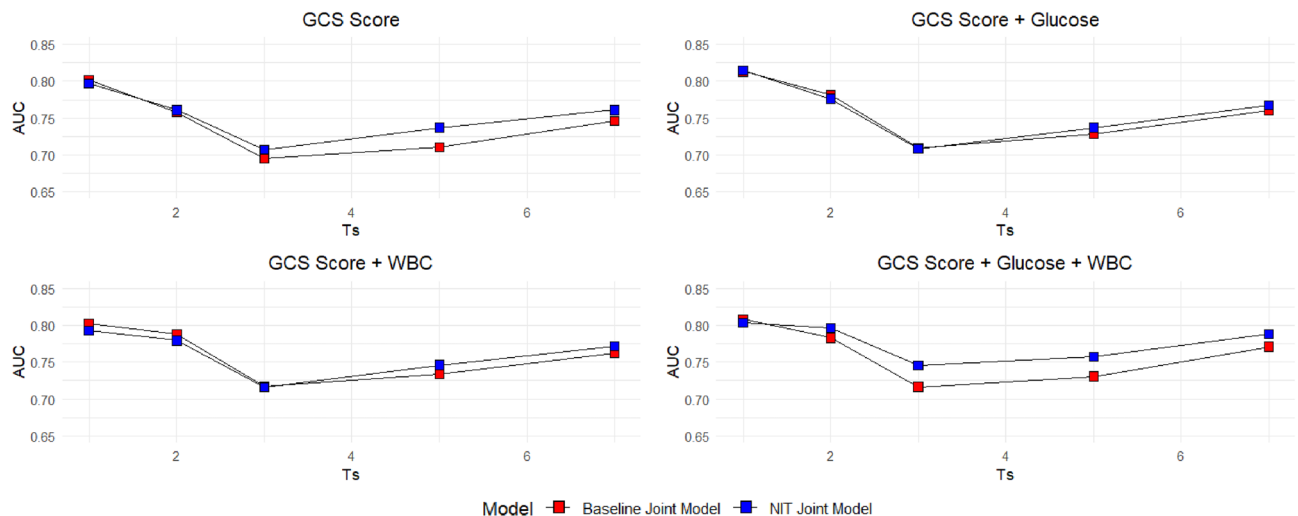 GCS Score
0.85
0.80
0.75
0.70
0.65
AUC
2
4
6
Ts
GCS Score + Glucose
0.85
0.80
0.75
0.70
0.65
AUC
2
4
6
Ts
GCS Score + WBC
0.85
0.80
0.75
0.70
0.65
AUC
2
4
6
Ts
GCS Score + Glucose + WBC
0.85
0.80
0.75
0.70
0.65
AUC
2
4
6
Ts
Model Baseline Joint Model NIT Joint Model